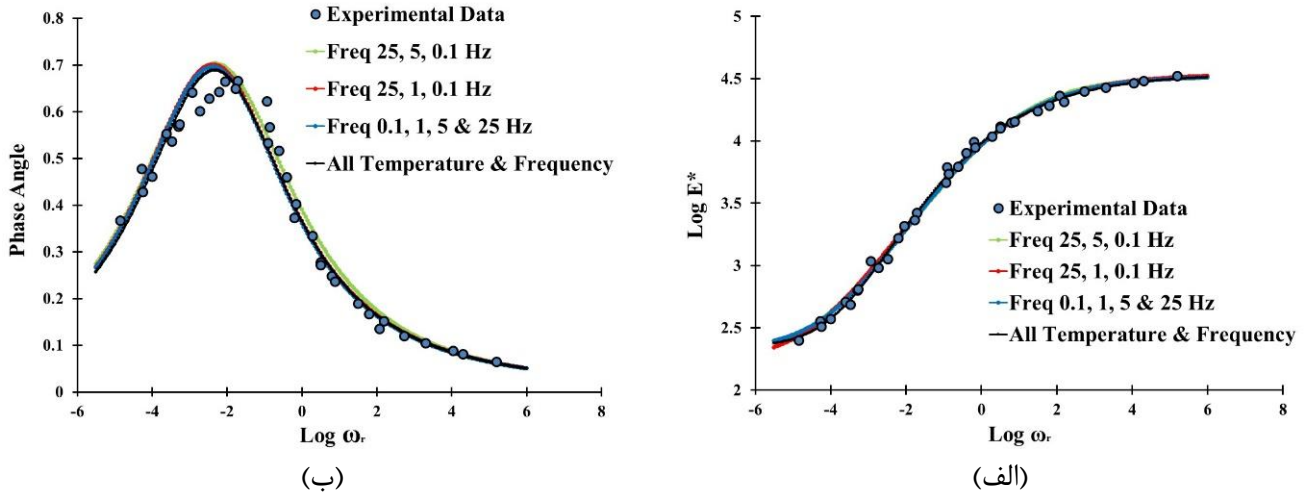 0.8
0.7
0.6
0.5
0.4
0.3
0.2
0.1
0
Phase Angle
-6
-4
-2
0
2
4
6
8
Log ωᵣ
Experimental Data
Freq 25, 5, 0.1 Hz
Freq 25, 1, 0.1 Hz
Freq 0.1, 1, 5 & 25 Hz
All Temperature & Frequency
(ب)
5
4.5
4
3.5
3
2.5
2
Log E*
-6
-4
-2
0
2
4
6
8
Log ωᵣ
Experimental Data
Freq 25, 5, 0.1 Hz
Freq 25, 1, 0.1 Hz
Freq 0.1, 1, 5 & 25 Hz
All Temperature & Frequency
(الف)